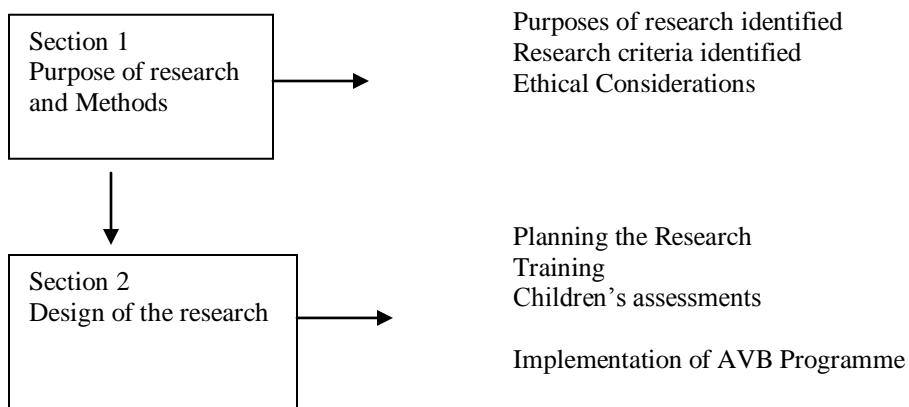 Section 1
Purpose of research
and Methods
Purposes of research identified
Research criteria identified
Ethical Considerations
Section 2
Design of the research
Planning the Research
Training
Children’s assessments
Implementation of AVB Programme